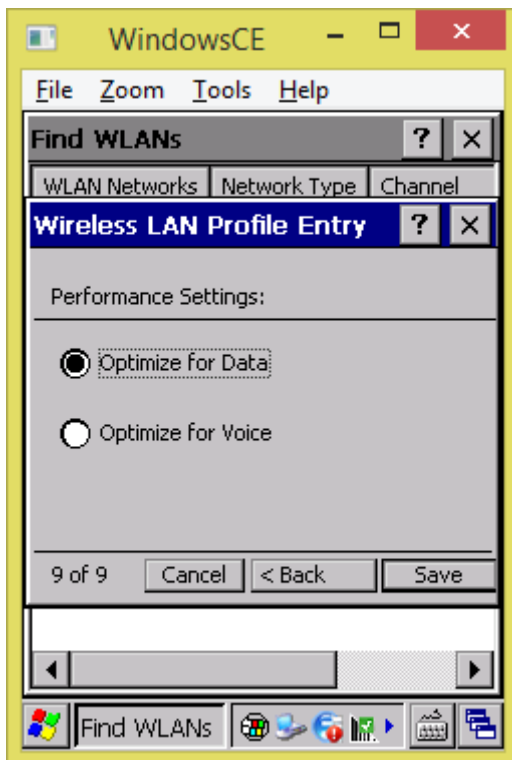 WindowsCE
File Zoom Tools Help
Find WLANs ?
WLAN Networks Network Type Channel
Wireless LAN Profile Entry ?
Performance Settings:
Optimize for Data
Optimize for Voice
9 of 9 Cancel < Back Save
Find WLANs